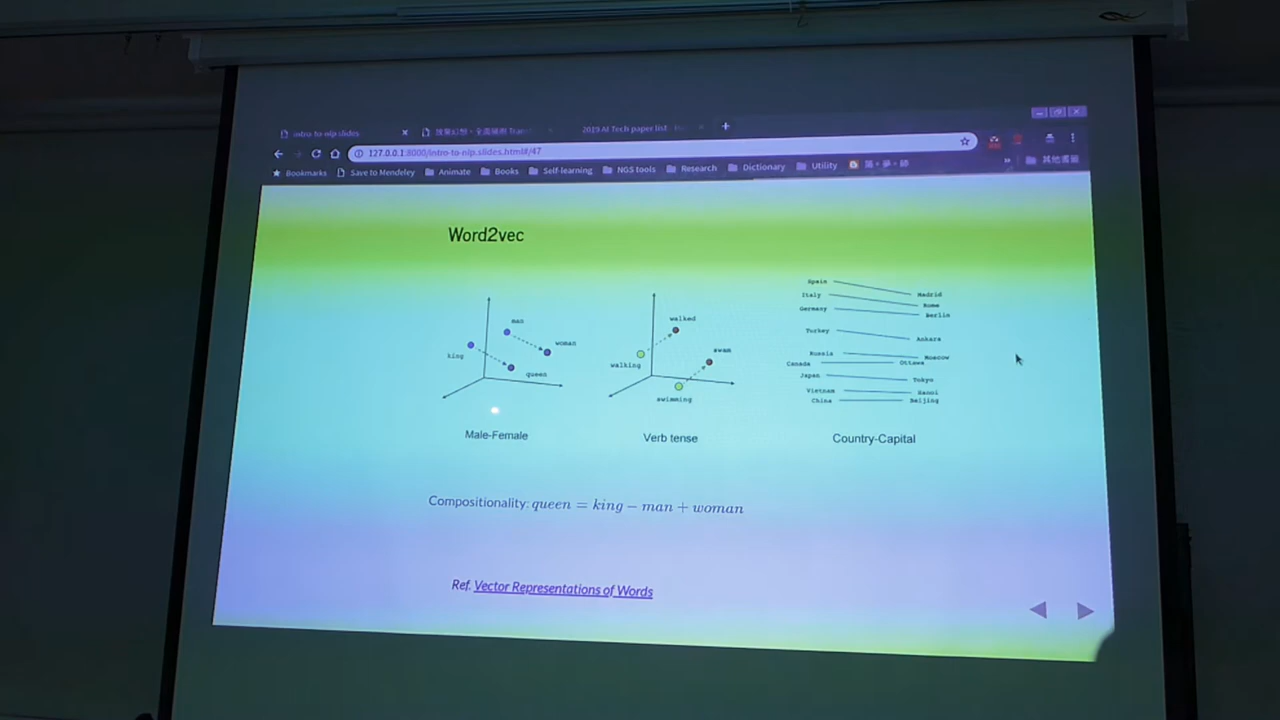 intro to nlp slides
2019 AI Tech paper list
127.0.0.1:8000/intro-to-nlp.slides.html#/47
Bookmarks Save to Mendeley Animate Books Self-learning NGS tools Research Dictionary Utility 其他書籤
Word2vec
man
woman
king
queen
Male-Female
walked
swam
walking
swimming
Verb tense
Spain Madrid
Italy Rome
Germany Berlin
Turkey Ankara
Russia Moscow
Canada Ottawa
Japan Tokyo
Vietnam Hanoi
China Beijing
Country-Capital
Compositionality: queen = king − man + woman
Ref. Vector Representations of Words